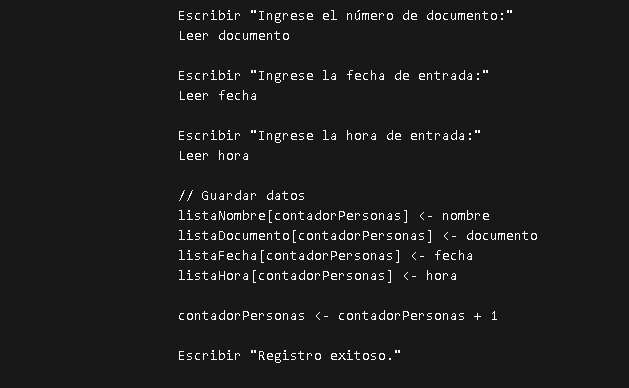 Escribir "Ingrese el número de documento:"
Leer documento
Escribir "Ingrese la fecha de entrada:"
Leer fecha
Escribir "Ingrese la hora de entrada:"
Leer hora
// Guardar datos
listaNombre[contadorPersonas] <- nombre
listaDocumento[contadorPersonas] <- documento
listaFecha[contadorPersonas] <- fecha
listaHora[contadorPersonas] <- hora
contadorPersonas <- contadorPersonas + 1
Escribir "Registro exitoso."